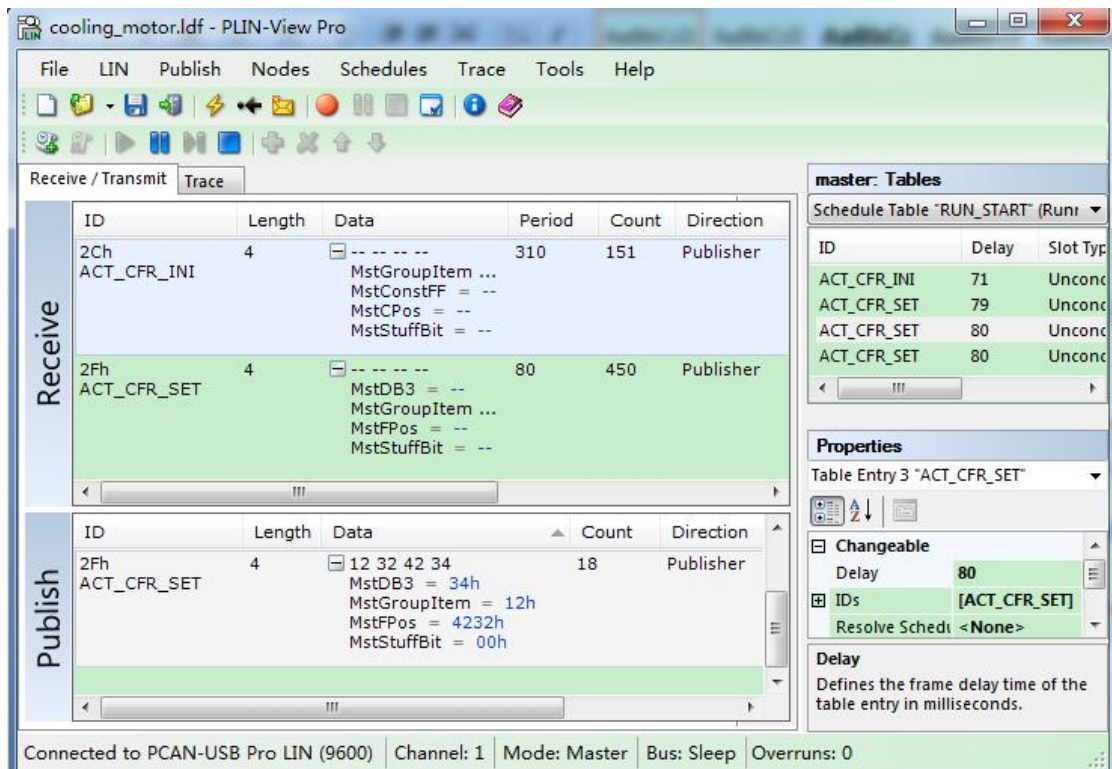 cooling_motor.ldf - PLIN-View Pro
File LIN Publish Nodes Schedules Trace Tools Help
Receive / Transmit Trace
Receive
ID Length Data Period Count Direction
2Ch 4 -- -- -- -- 310 151 Publisher
ACT_CFR_INI MstGroupItem ...
MstConstFF = --
MstCPos = --
MstStuffBit = --
2Fh 4 -- -- -- -- 80 450 Publisher
ACT_CFR_SET MstDB3 = --
MstGroupItem ...
MstFPos = --
MstStuffBit = --
Publish
ID Length Data Count Direction
2Fh 4 12 32 42 34 18 Publisher
ACT_CFR_SET MstDB3 = 34h
MstGroupItem = 12h
MstFPos = 4232h
MstStuffBit = 00h
master: Tables
Schedule Table "RUN_START" (Runr
ID Delay Slot Typ
ACT_CFR_INI 71 Uncond
ACT_CFR_SET 79 Uncond
ACT_CFR_SET 80 Uncond
ACT_CFR_SET 80 Uncond
Properties
Table Entry 3 "ACT_CFR_SET"
Changeable
Delay 80
IDs [ACT_CFR_SET]
Resolve Schedu <None>
Delay
Defines the frame delay time of the
table entry in milliseconds.
Connected to PCAN-USB Pro LIN (9600) Channel: 1 Mode: Master Bus: Sleep Overruns: 0